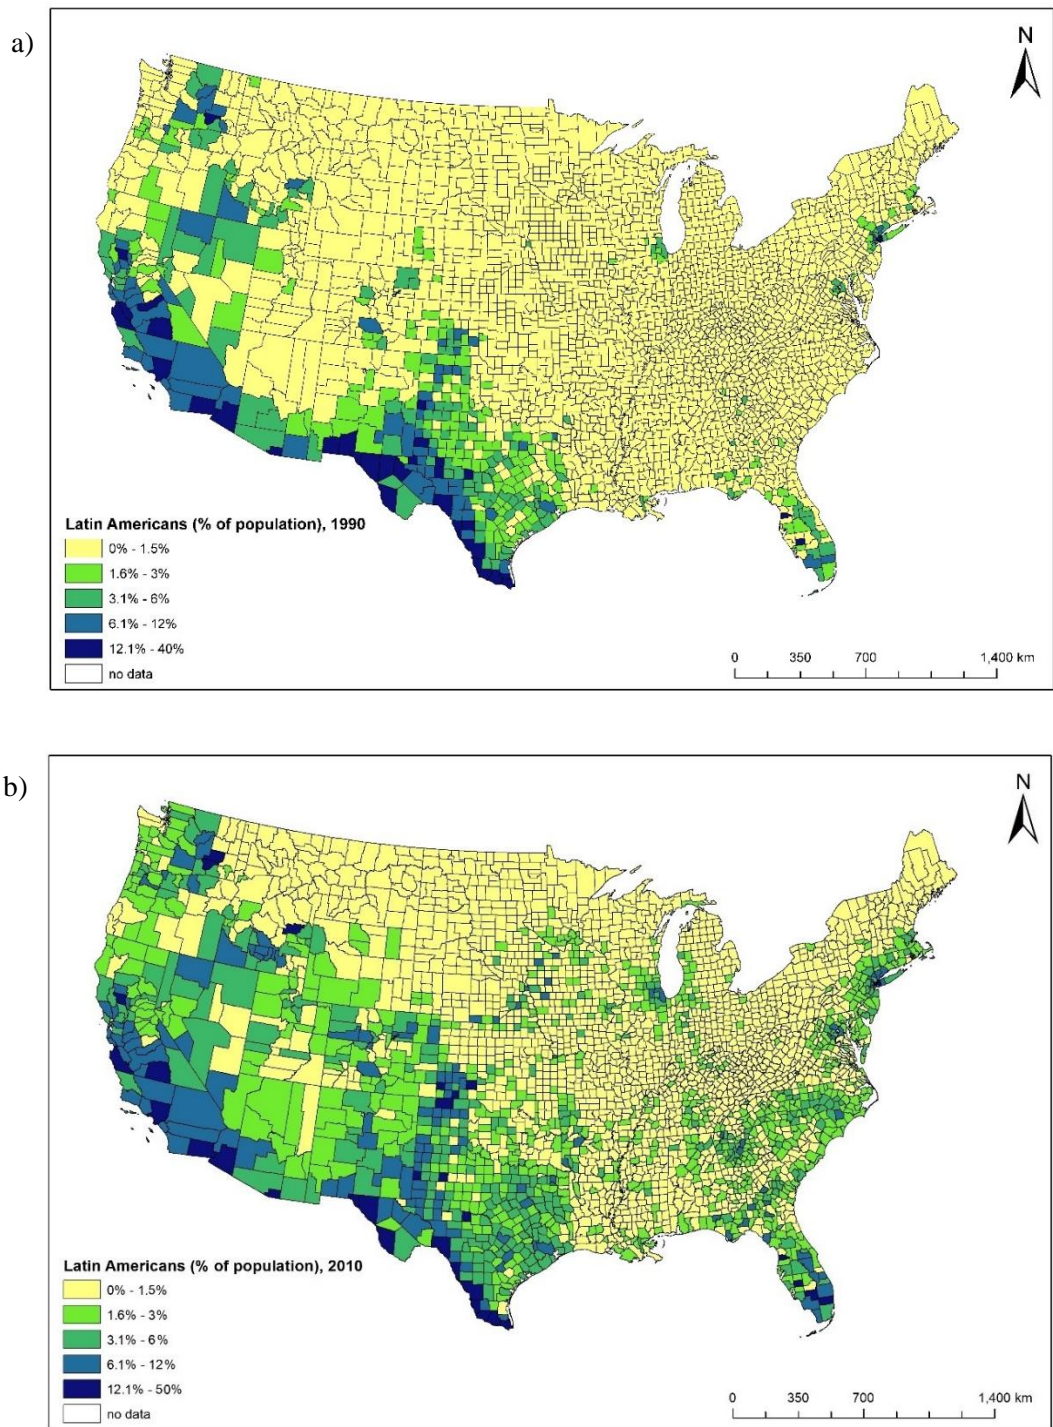 a)
N
Latin Americans (% of population), 1990
0% - 1.5%
1.6% - 3%
3.1% - 6%
6.1% - 12%
12.1% - 40%
no data
0 350 700 1,400 km
b)
N
Latin Americans (% of population), 2010
0% - 1.5%
1.6% - 3%
3.1% - 6%
6.1% - 12%
12.1% - 50%
no data
0 350 700 1,400 km